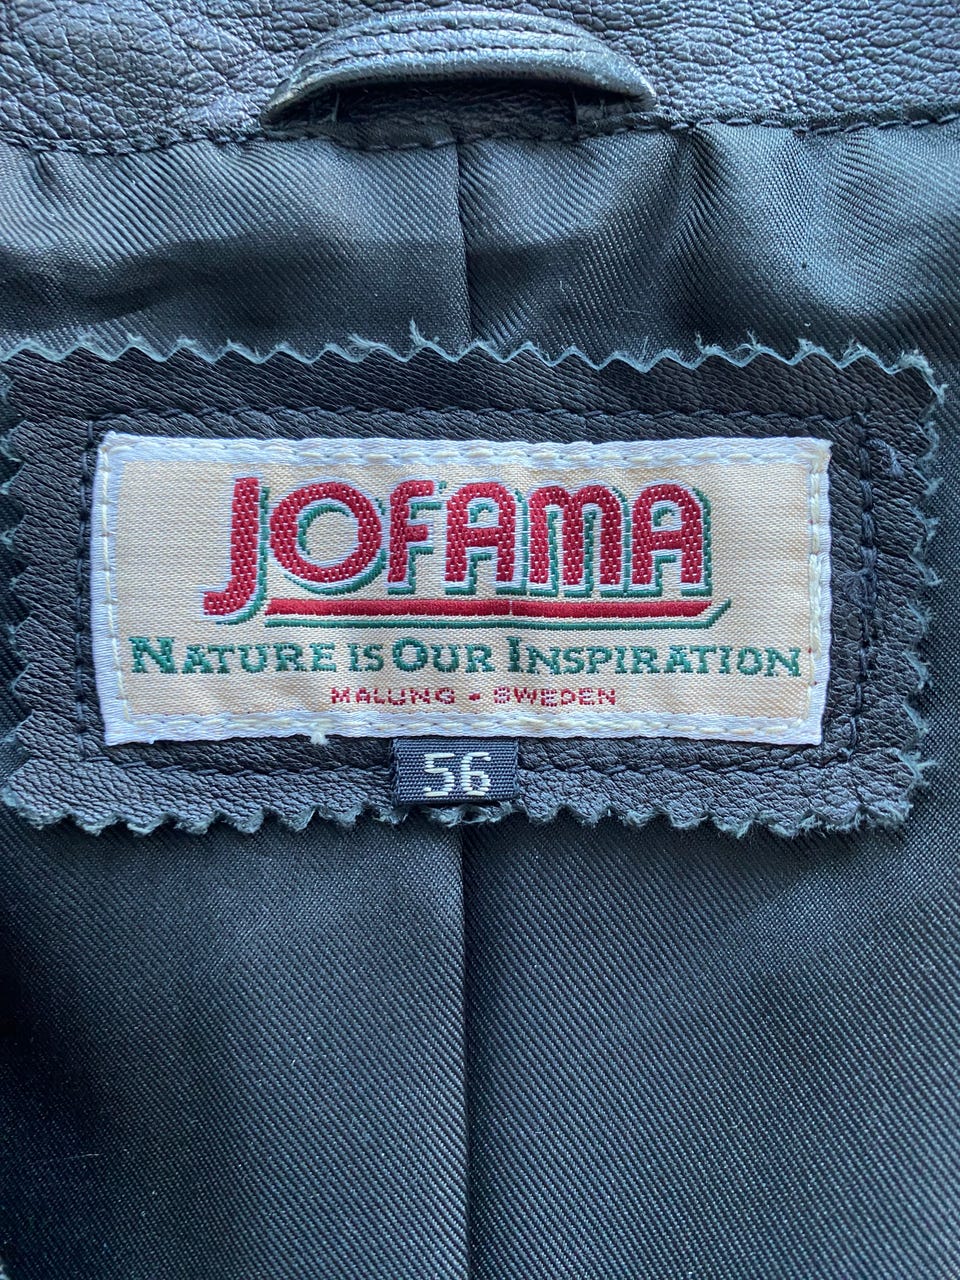 JOFAMA
NATURE IS OUR INSPIRATION
MALUNG - SWEDEN
56